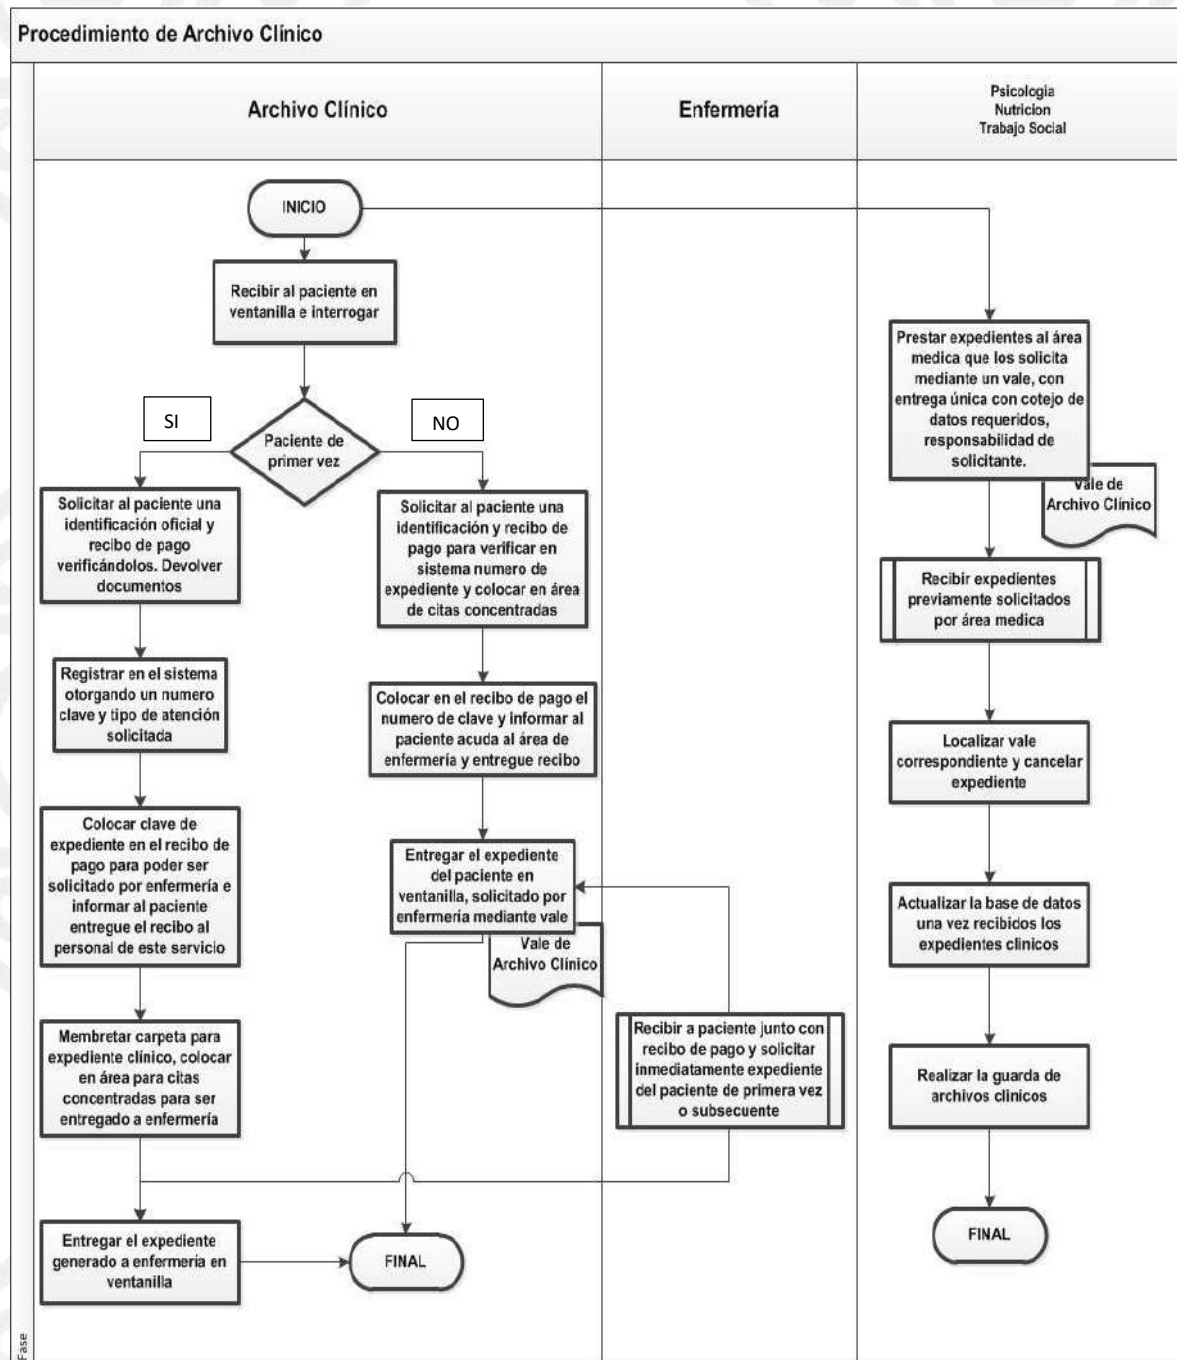 Procedimiento de Archivo Clínico
Archivo Clínico
Enfermería
Psicologia
Nutricion
Trabajo Social
INICIO
Recibir al paciente en
ventanilla e interrogar
Paciente de
primer vez
SI
NO
Solicitar al paciente una
identificación oficial y
recibo de pago
verificándolos. Devolver
documentos
Registrar en el sistema
otorgando un numero
clave y tipo de atención
solicitada
Colocar clave de
expediente en el recibo de
pago para poder ser
solicitado por enfermería e
informar al paciente
entregue el recibo al
personal de este servicio
Membretar carpeta para
expediente clínico, colocar
en área para citas
concentradas para ser
entregado a enfermería
Entregar el expediente
generado a enfermería en
ventanilla
Solicitar al paciente una
identificación y recibo de
pago para verificar en
sistema numero de
expediente y colocar en área
de citas concentradas
Colocar en el recibo de pago el
numero de clave y informar al
paciente acuda al área de
enfermería y entregue recibo
Entregar el expediente
del paciente en
ventanilla, solicitado por
enfermería mediante vale
Vale de
Archivo Clínico
FINAL
Recibir a paciente junto con
recibo de pago y solicitar
inmediatamente expediente
del paciente de primera vez
o subsecuente
Prestar expedientes al área
medica que los solicita
mediante un vale, con
entrega única con cotejo de
datos requeridos,
responsabilidad de
solicitante.
Vale de
Archivo Clínico
Recibir expedientes
previamente solicitados
por área medica
Localizar vale
correspondiente y cancelar
expediente
Actualizar la base de datos
una vez recibidos los
expedientes clinicos
Realizar la guarda de
archivos clinicos
FINAL
Fase